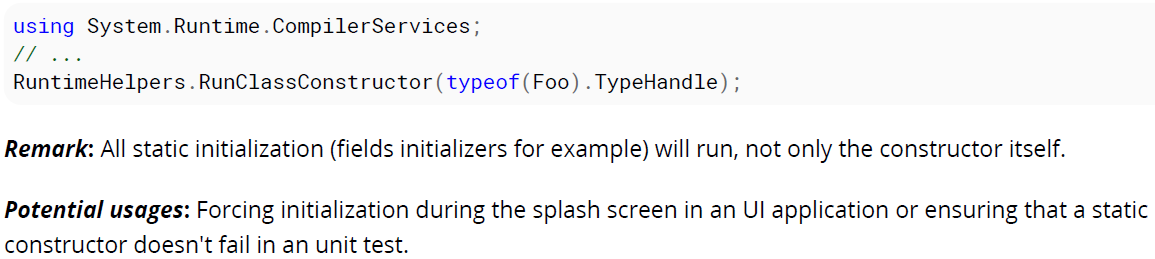 using System.Runtime.CompilerServices;
// ...
RuntimeHelpers.RunClassConstructor(typeof(Foo).TypeHandle);
Remark: All static initialization (fields initializers for example) will run, not only the constructor itself.
Potential usages: Forcing initialization during the splash screen in an UI application or ensuring that a static
constructor doesn't fail in an unit test.